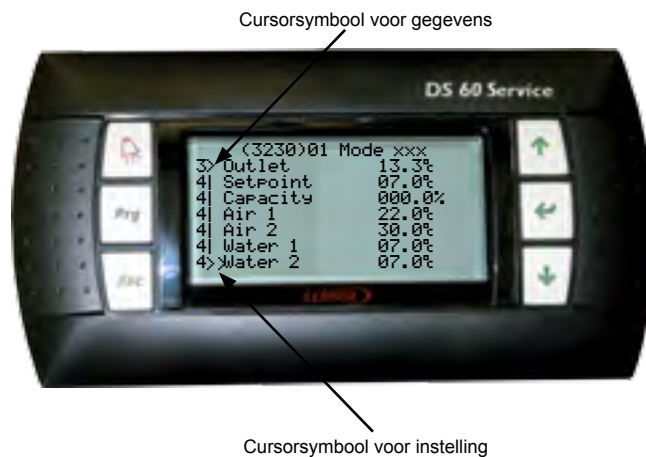 Cursorsymbool voor gegevens
DS 60 Service
(3230)01 Mode xxx
3> Outlet 13.3%
4| Setpoint 07.0%
4| Capacity 000.0%
4| Air 1 22.0%
4| Air 2 30.0%
4| Water 1 07.0%
4>»Water 2 07.0%
Prg
Esc
LENNOX
Cursorsymbool voor instelling